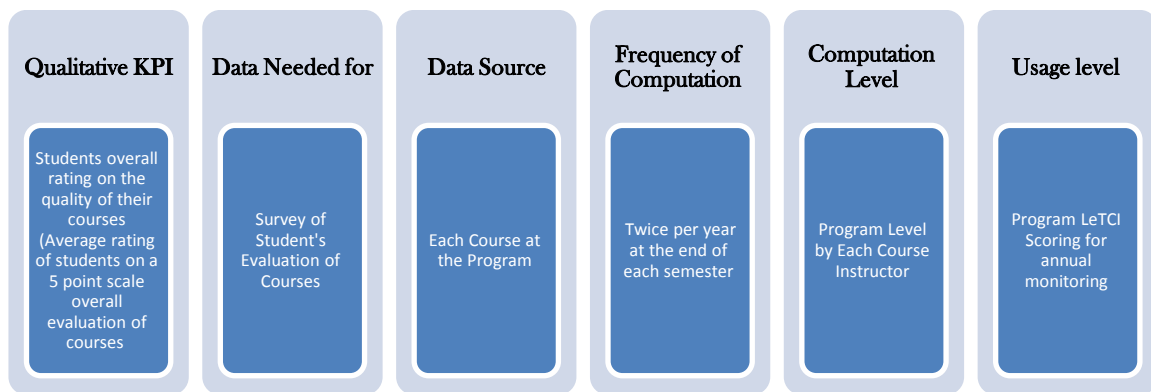 Qualitative KPI
Students overall
rating on the
quality of their
courses
(Average rating
of students on a
5 point scale
overall
evaluation of
courses
Data Needed for
Survey of
Student's
Evaluation of
Courses
Data Source
Each Course at
the Program
Frequency of
Computation
Twice per year
at the end of
each semester
Computation
Level
Program Level
by Each Course
Instructor
Usage level
Program LeTCI
Scoring for
annual
monitoring